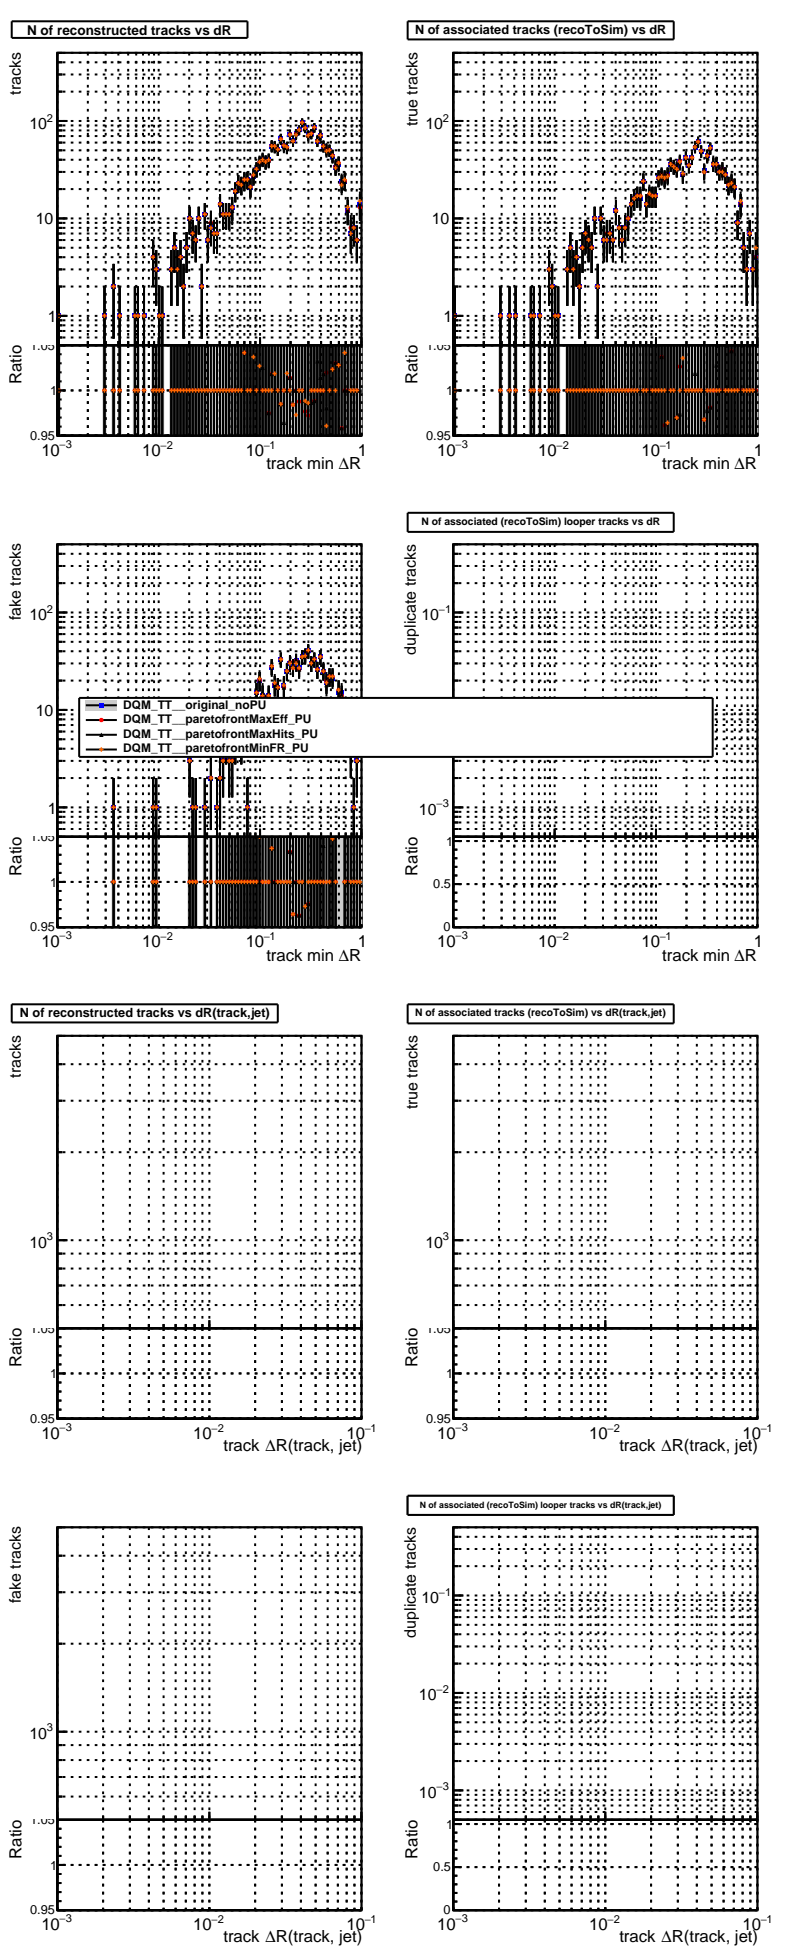 N of reconstructed tracks vs dR
N of associated tracks (recoToSim) vs dR
tracks
10²
10
1
Ratio
1.05
1
0.95
10⁻³ 10⁻² 10⁻¹ 1
track min ΔR
true tracks
10²
10
1
Ratio
1.05
1
0.95
10⁻³ 10⁻² 10⁻¹ 1
track min ΔR
N of associated (recoToSim) looper tracks vs dR
fake tracks
10²
10
1
Ratio
1.05
1
0.95
10⁻³ 10⁻² 10⁻¹ 1
track min ΔR
duplicate tracks
10⁻¹
10⁻³
Ratio
1
0.5
0
10⁻³ 10⁻² 10⁻¹ 1
track min ΔR
DQM_TT__original_noPU
DQM_TT__paretofrontMaxEff_PU
DQM_TT__paretofrontMaxHits_PU
DQM_TT__paretofrontMinFR_PU
N of reconstructed tracks vs dR(track,jet)
N of associated tracks (recoToSim) vs dR(track,jet)
tracks
10³
Ratio
1.05
1
0.95
10⁻³ 10⁻² 10⁻¹
track ΔR(track, jet)
true tracks
10³
Ratio
1.05
1
0.95
10⁻³ 10⁻² 10⁻¹
track ΔR(track, jet)
N of associated (recoToSim) looper tracks vs dR(track,jet)
fake tracks
10³
Ratio
1.05
1
0.95
10⁻³ 10⁻² 10⁻¹
track ΔR(track, jet)
duplicate tracks
10⁻¹
10⁻²
10⁻³
Ratio
1
0.5
0
10⁻³ 10⁻² 10⁻¹
track ΔR(track, jet)